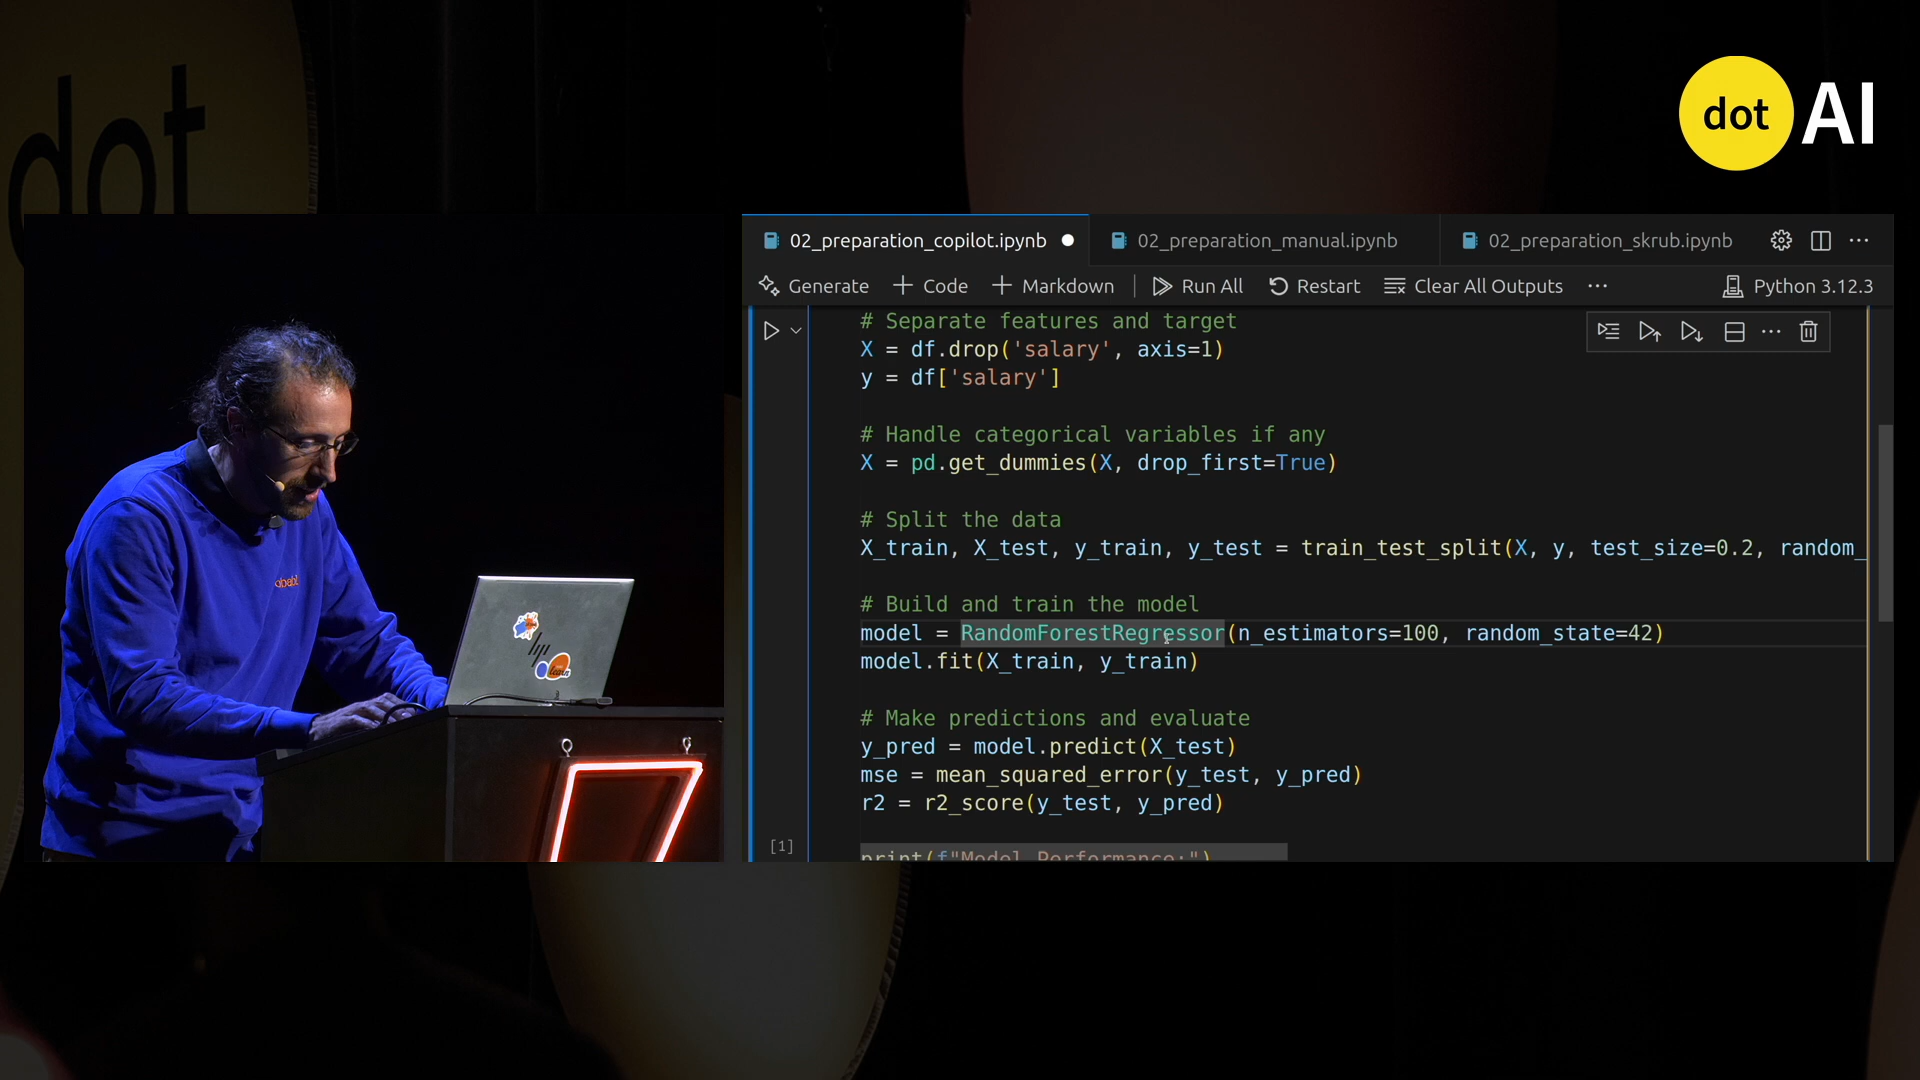 dot
dot AI
02_preparation_copilot.ipynb
02_preparation_manual.ipynb
02_preparation_skrub.ipynb
Generate
Code
Markdown
Run All
Restart
Clear All Outputs
Python 3.12.3
# Separate features and target
X = df.drop('salary', axis=1)
y = df['salary']
# Handle categorical variables if any
X = pd.get_dummies(X, drop_first=True)
# Split the data
X_train, X_test, y_train, y_test = train_test_split(X, y, test_size=0.2, random_
# Build and train the model
model = RandomForestRegressor(n_estimators=100, random_state=42)
model.fit(X_train, y_train)
# Make predictions and evaluate
y_pred = model.predict(X_test)
mse = mean_squared_error(y_test, y_pred)
r2 = r2_score(y_test, y_pred)
[1]
print(f"Model Performance:")